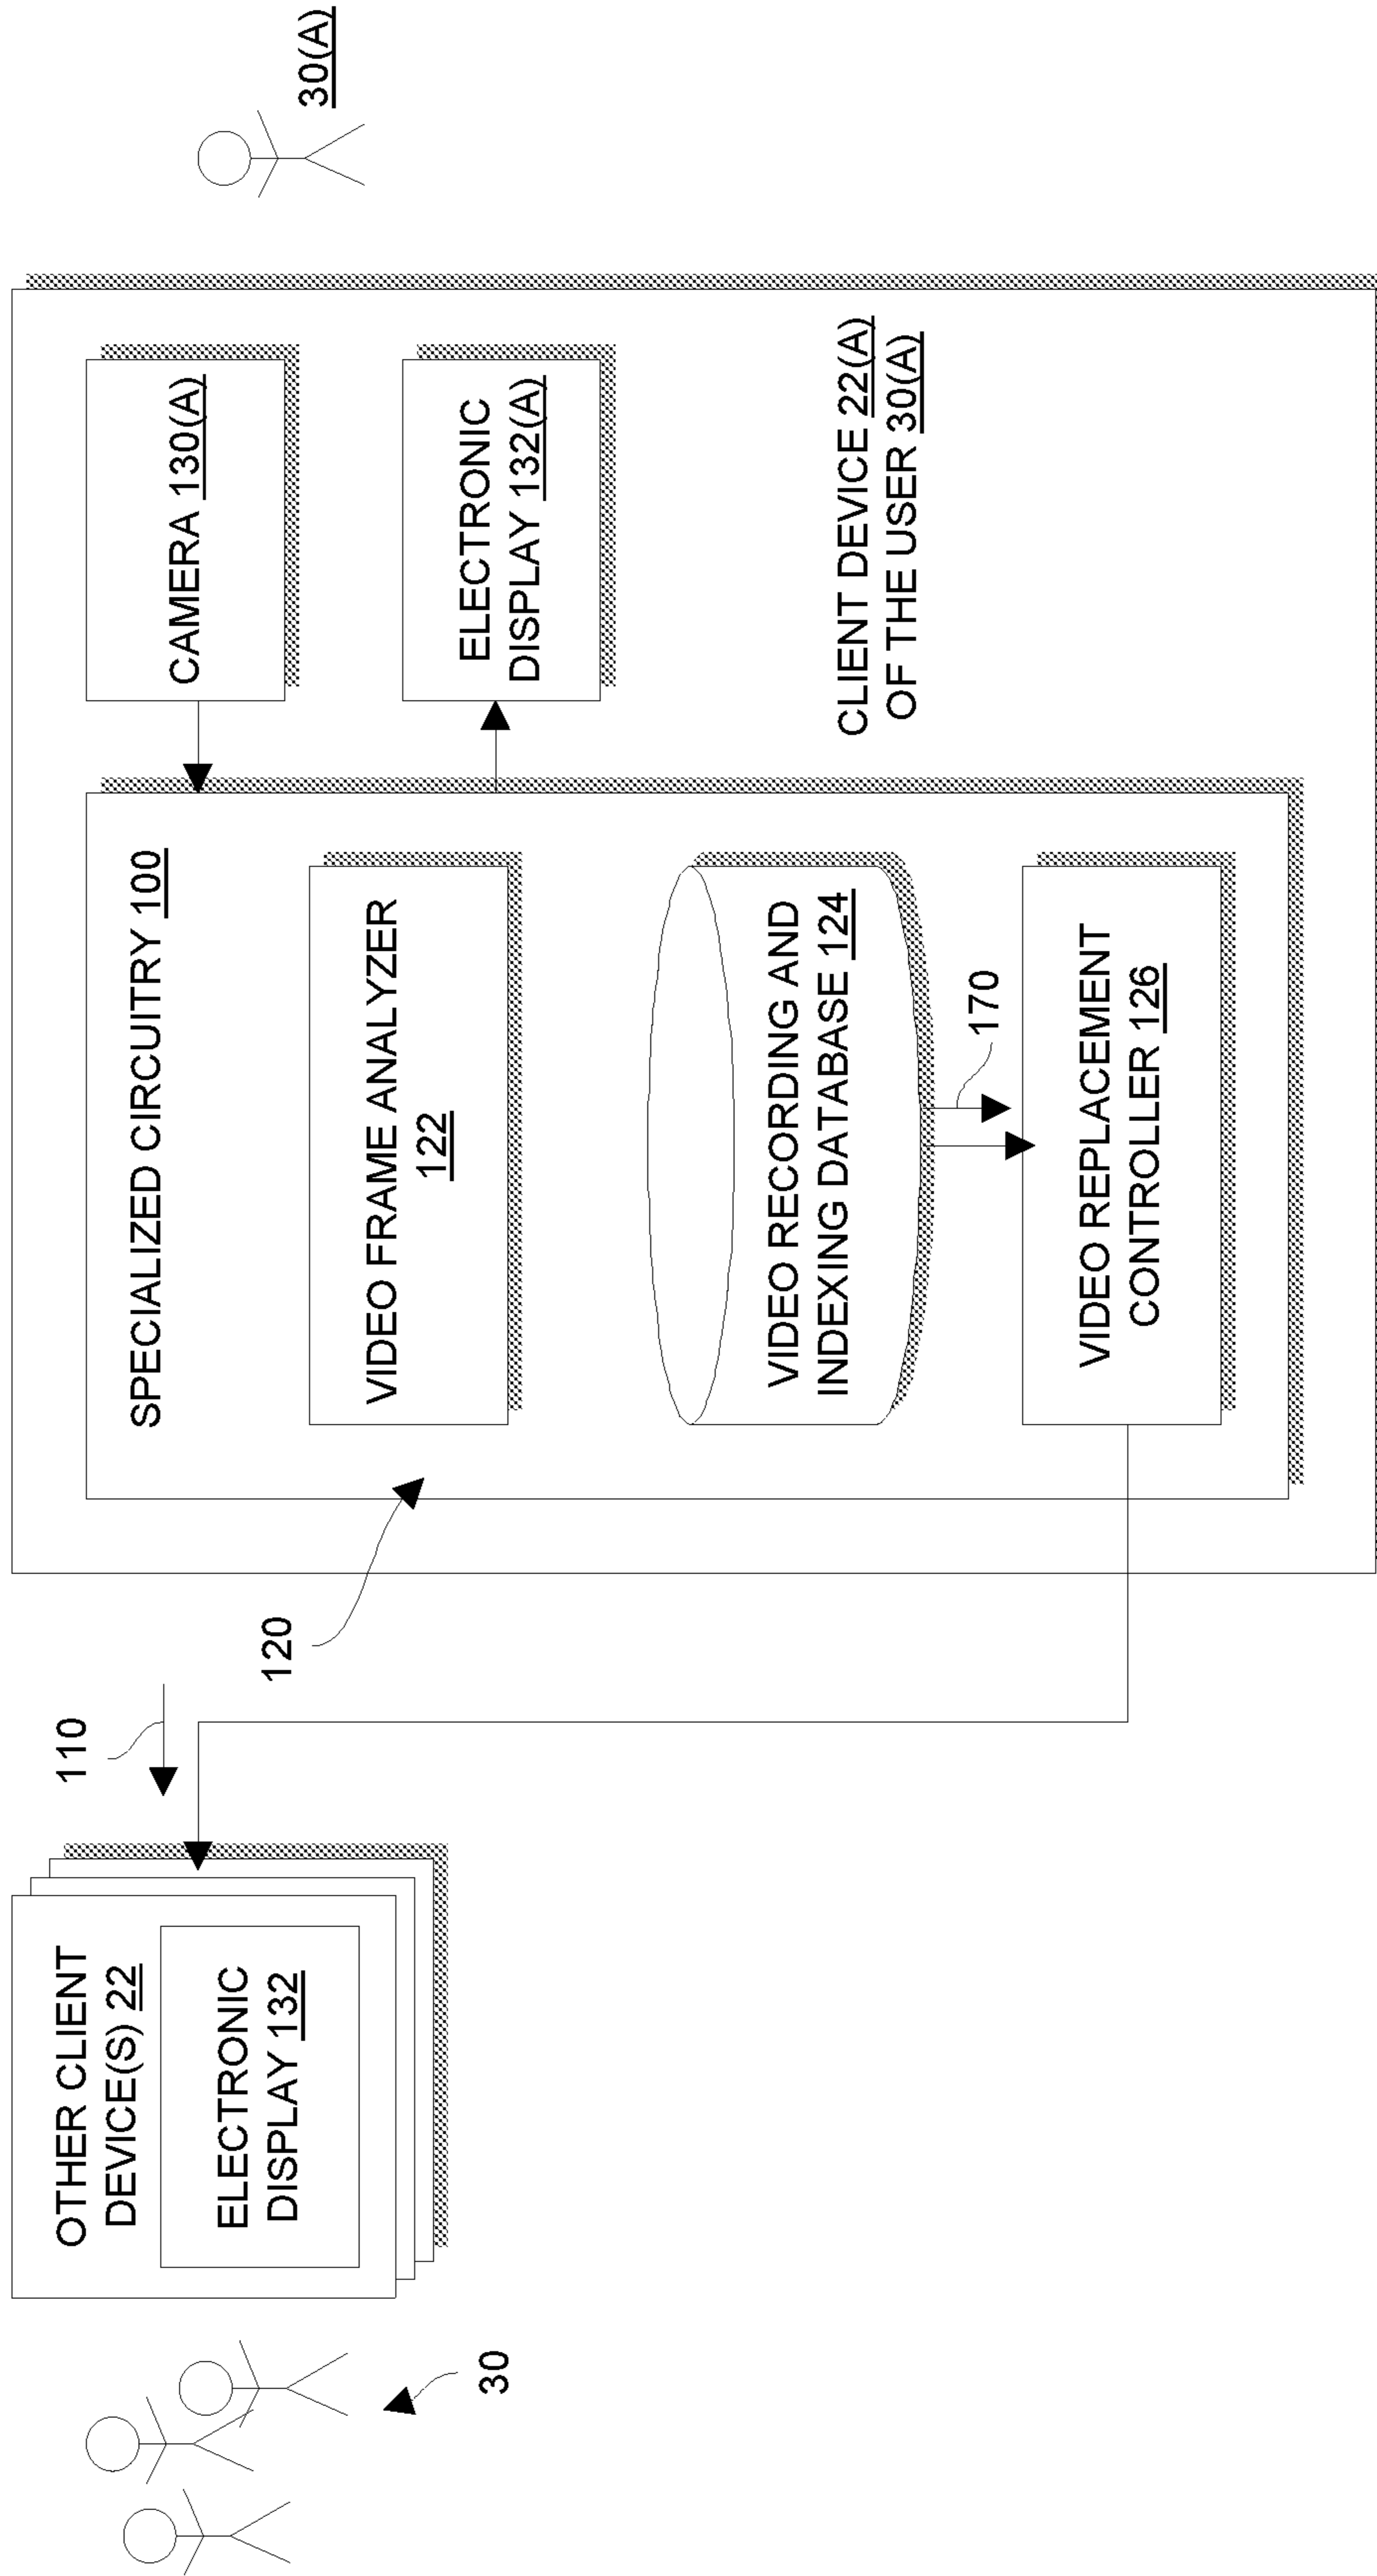 30(A)
CAMERA 130(A)
ELECTRONIC
DISPLAY 132(A)
CLIENT DEVICE 22(A)
OF THE USER 30(A)
SPECIALIZED CIRCUITRY 100
VIDEO FRAME ANALYZER
122
VIDEO RECORDING AND
INDEXING DATABASE 124
170
VIDEO REPLACEMENT
CONTROLLER 126
120
110
OTHER CLIENT
DEVICE(S) 22
ELECTRONIC
DISPLAY 132
30